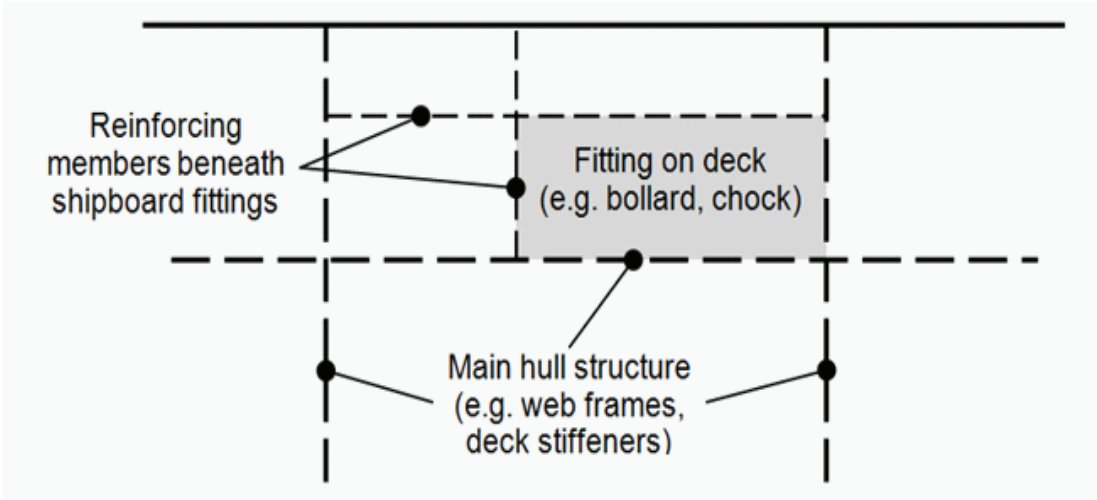 Reinforcing
members beneath
shipboard fittings
Fitting on deck
(e.g. bollard, chock)
Main hull structure
(e.g. web frames,
deck stiffeners)